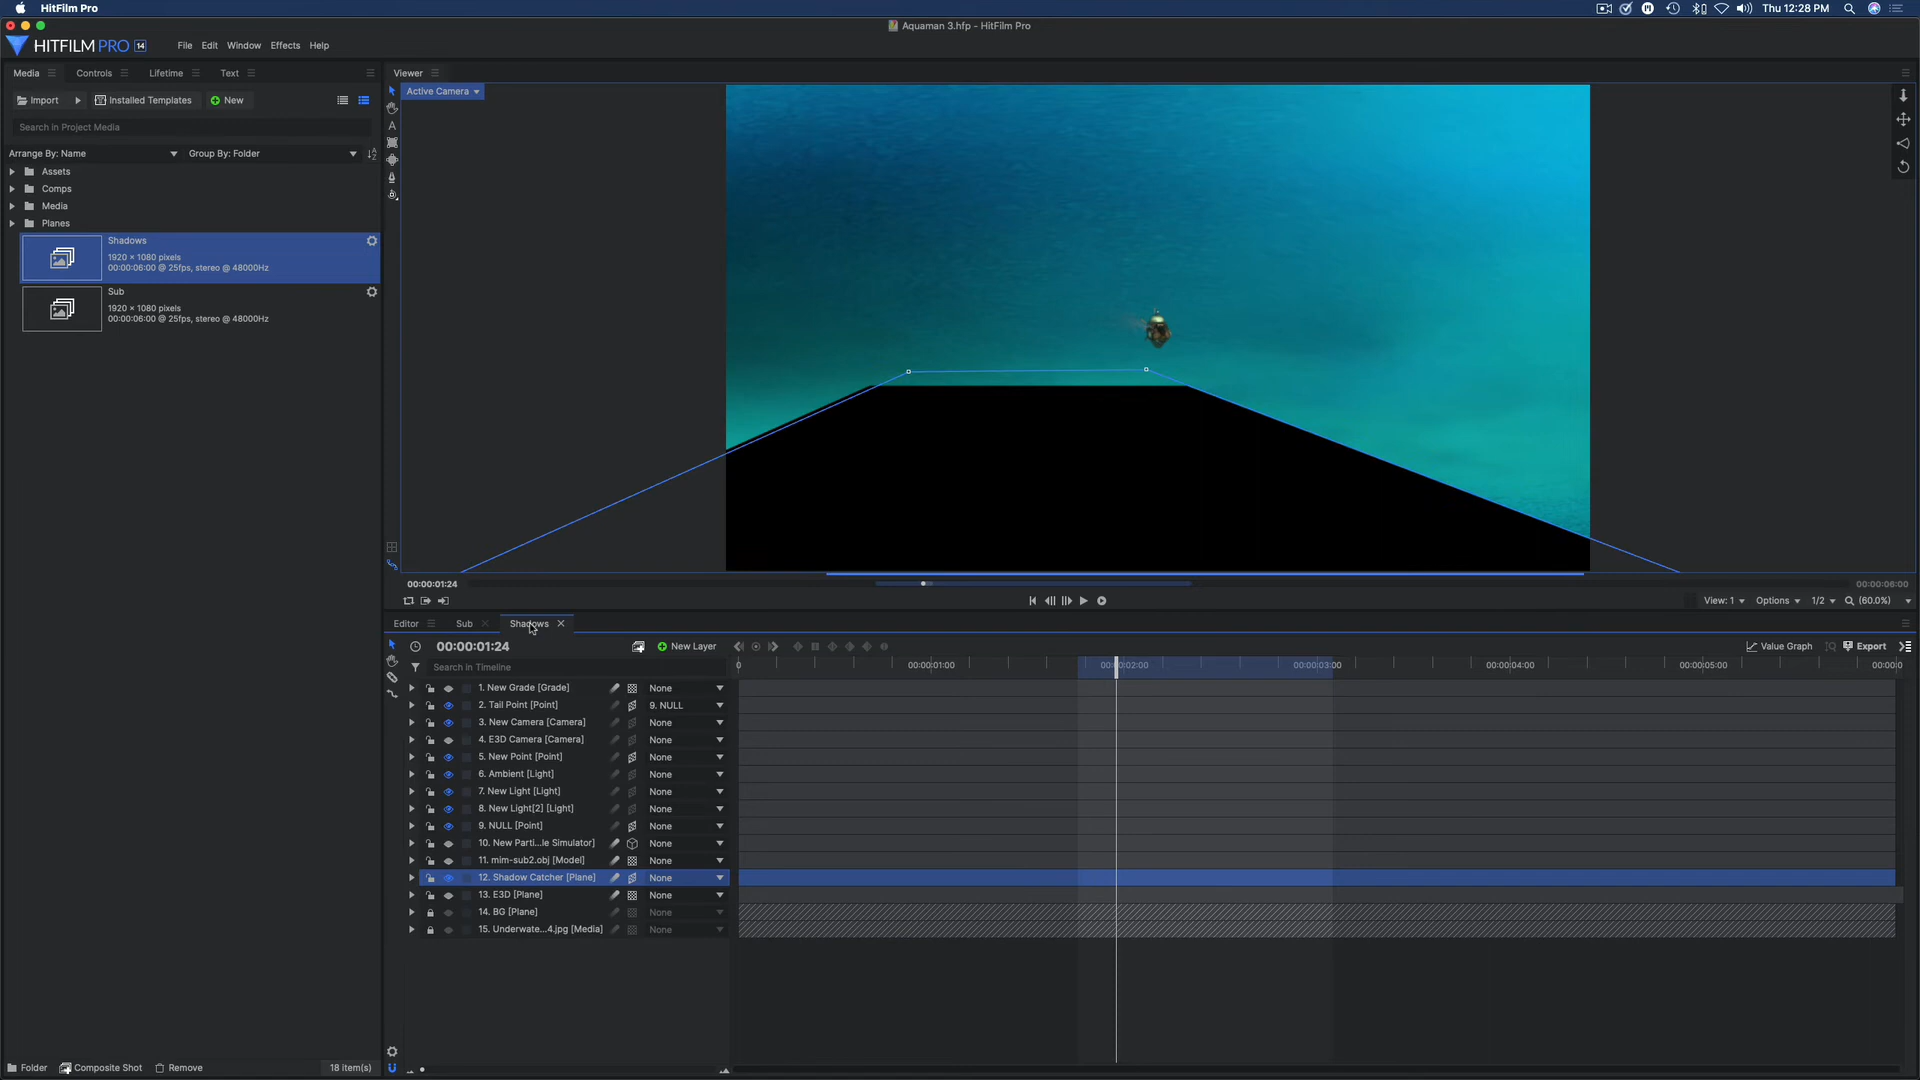 HitFilm Pro
Thu 12:28 PM
Aquaman 3.hfp - HitFilm Pro
HITFILM PRO 14
File Edit Window Effects Help
Media Controls Lifetime Text
Import Installed Templates New
Search in Project Media
Arrange By: Name Group By: Folder
Assets
Comps
Media
Planes
Shadows
1920 × 1080 pixels
00:00:06:00 @ 25fps, stereo @ 48000Hz
Sub
1920 × 1080 pixels
00:00:06:00 @ 25fps, stereo @ 48000Hz
Folder Composite Shot Remove 18 item(s)
Viewer
Active Camera
00:00:01:24 00:00:06:00
View: 1 Options 1/2 (60.0%)
Editor Sub Shadows
00:00:01:24 New Layer Value Graph Export
Search in Timeline
0 00:00:01:00 00:00:02:00 00:00:03:00 00:00:04:00 00:00:05:00 00:00:0
1. New Grade [Grade] None
2. Tail Point [Point] 9. NULL
3. New Camera [Camera] None
4. E3D Camera [Camera] None
5. New Point [Point] None
6. Ambient [Light] None
7. New Light [Light] None
8. New Light[2] [Light] None
9. NULL [Point] None
10. New Parti...le Simulator] None
11. mim-sub2.obj [Model] None
12. Shadow Catcher [Plane] None
13. E3D [Plane] None
14. BG [Plane] None
15. Underwate...4.jpg [Media] None